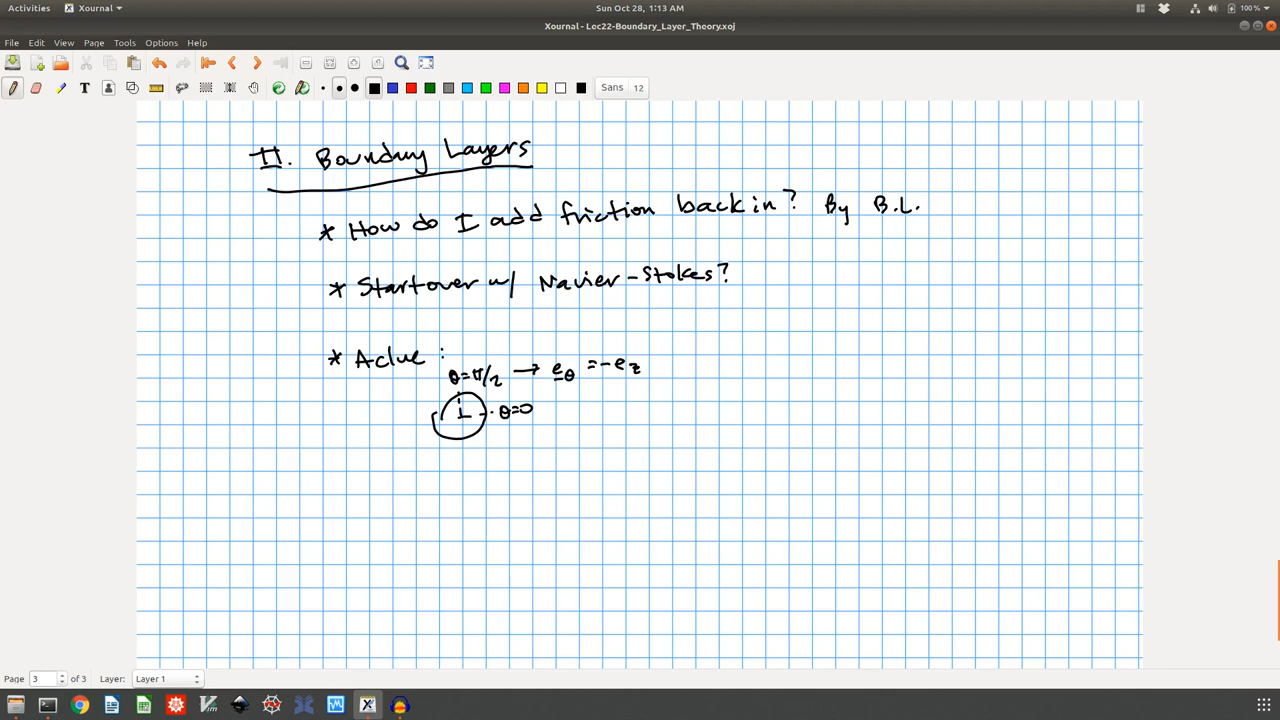 Activities Xournal Sun Oct 28, 1:13 AM 100 %
Xournal - Lec22-Boundary_Layer_Theory.xoj
File Edit View Page Tools Options Help
Sans 12
II. Boundary Layers
* How do I add friction back in? By B.L.
* Start over w/ Navier-Stokes?
* A clue :
θ=π/2 → e_θ = -e_z
θ=0
Page 3 of 3 Layer: Layer 1